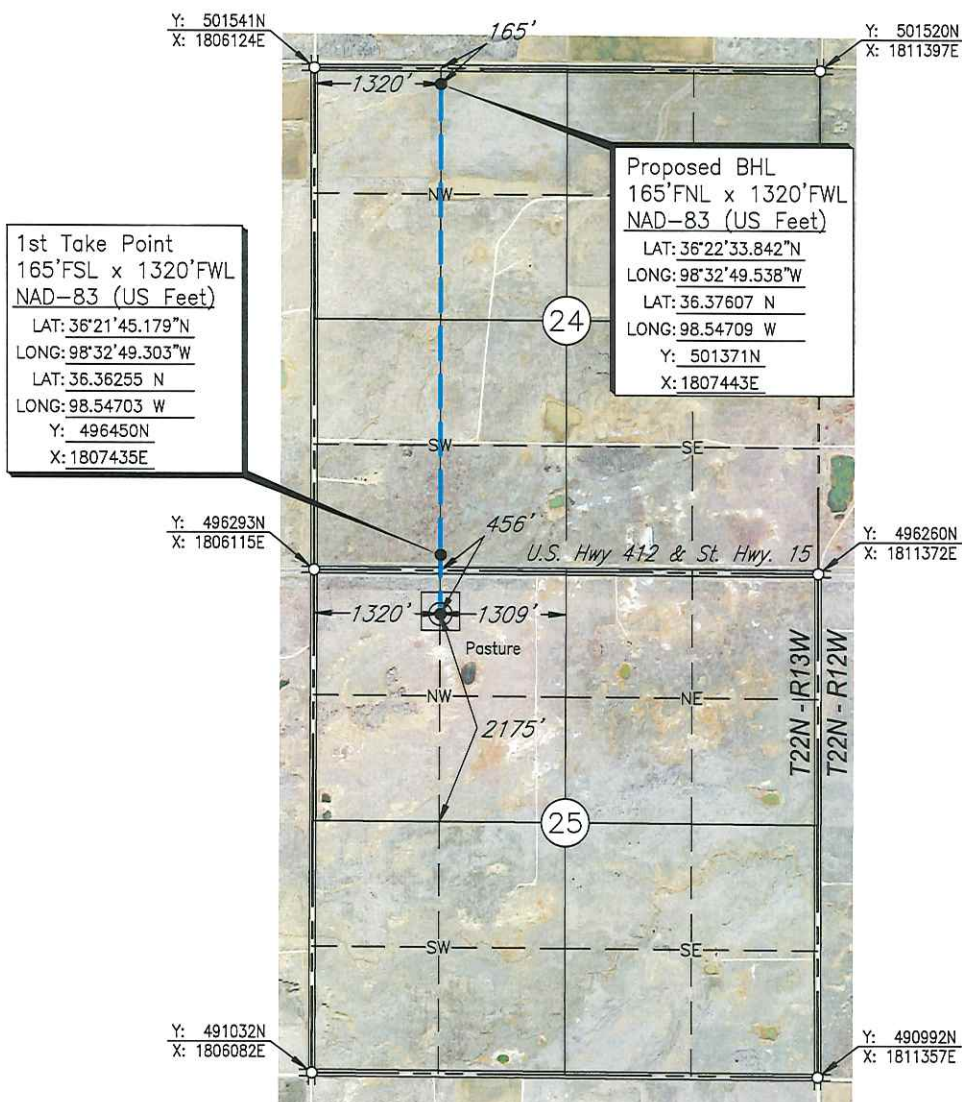 Y: 501541N
X: 1806124E
165'
Y: 501520N
X: 1811397E
1320'
Proposed BHL
165'FNL x 1320'FWL
NAD-83 (US Feet)
LAT: 36°22'33.842"N
LONG: 98°32'49.538"W
LAT: 36.37607 N
LONG: 98.54709 W
Y: 501371N
X: 1807443E
NW
1st Take Point
165'FSL x 1320'FWL
NAD-83 (US Feet)
LAT: 36°21'45.179"N
LONG: 98°32'49.303"W
LAT: 36.36255 N
LONG: 98.54703 W
Y: 496450N
X: 1807435E
24
SW
SE
Y: 496293N
X: 1806115E
456'
U.S. Hwy 412 & St. Hwy. 15
Y: 496260N
X: 1811372E
1320'
1309'
Pasture
NW
NE
2175'
T22N - R13W
T22N - R12W
25
SW
SE
Y: 491032N
X: 1806082E
Y: 490992N
X: 1811357E